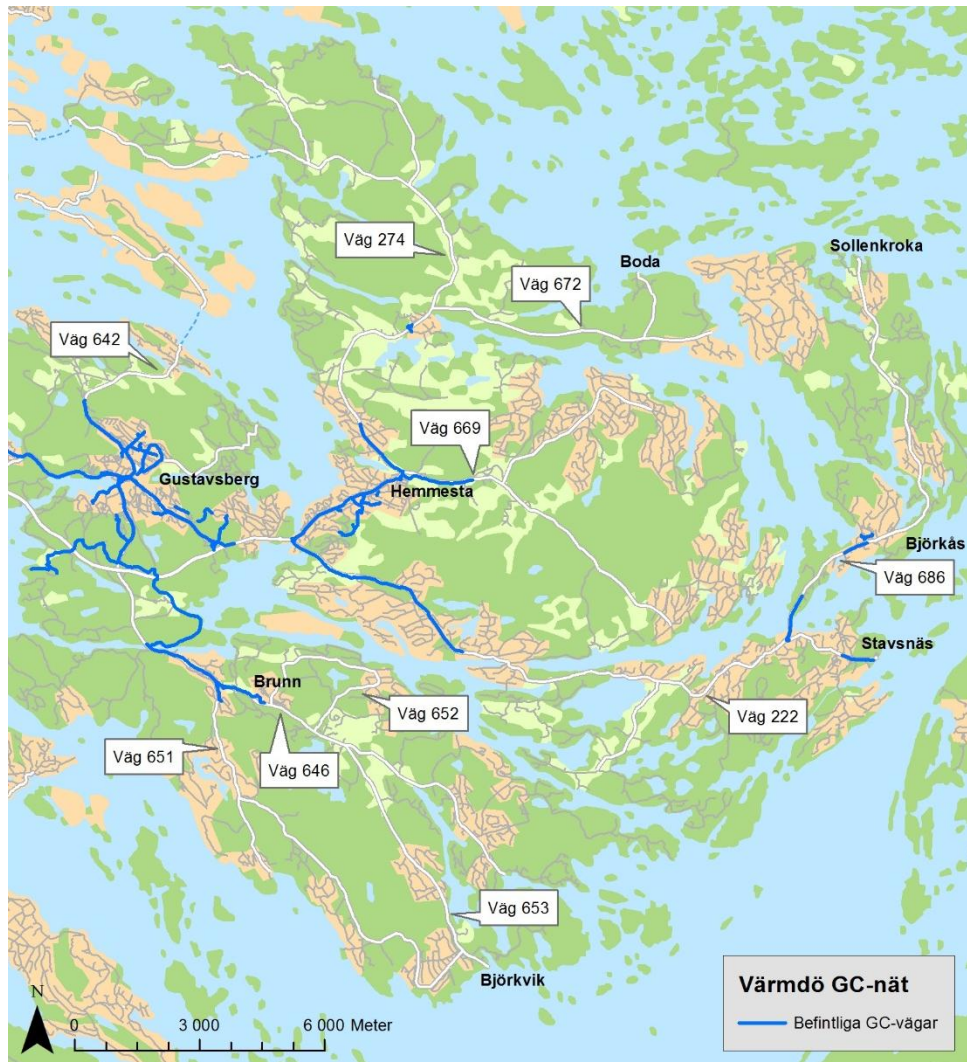 Väg 274
Boda
Sollenkroka
Väg 672
Väg 642
Väg 669
Gustavsberg
Hemmesta
Björkås
Väg 686
Stavsnäs
Brunn
Väg 652
Väg 222
Väg 651
Väg 646
Väg 653
Björkvik
Värmdö GC-nät
Befintliga GC-vägar
N
0 3 000 6 000 Meter